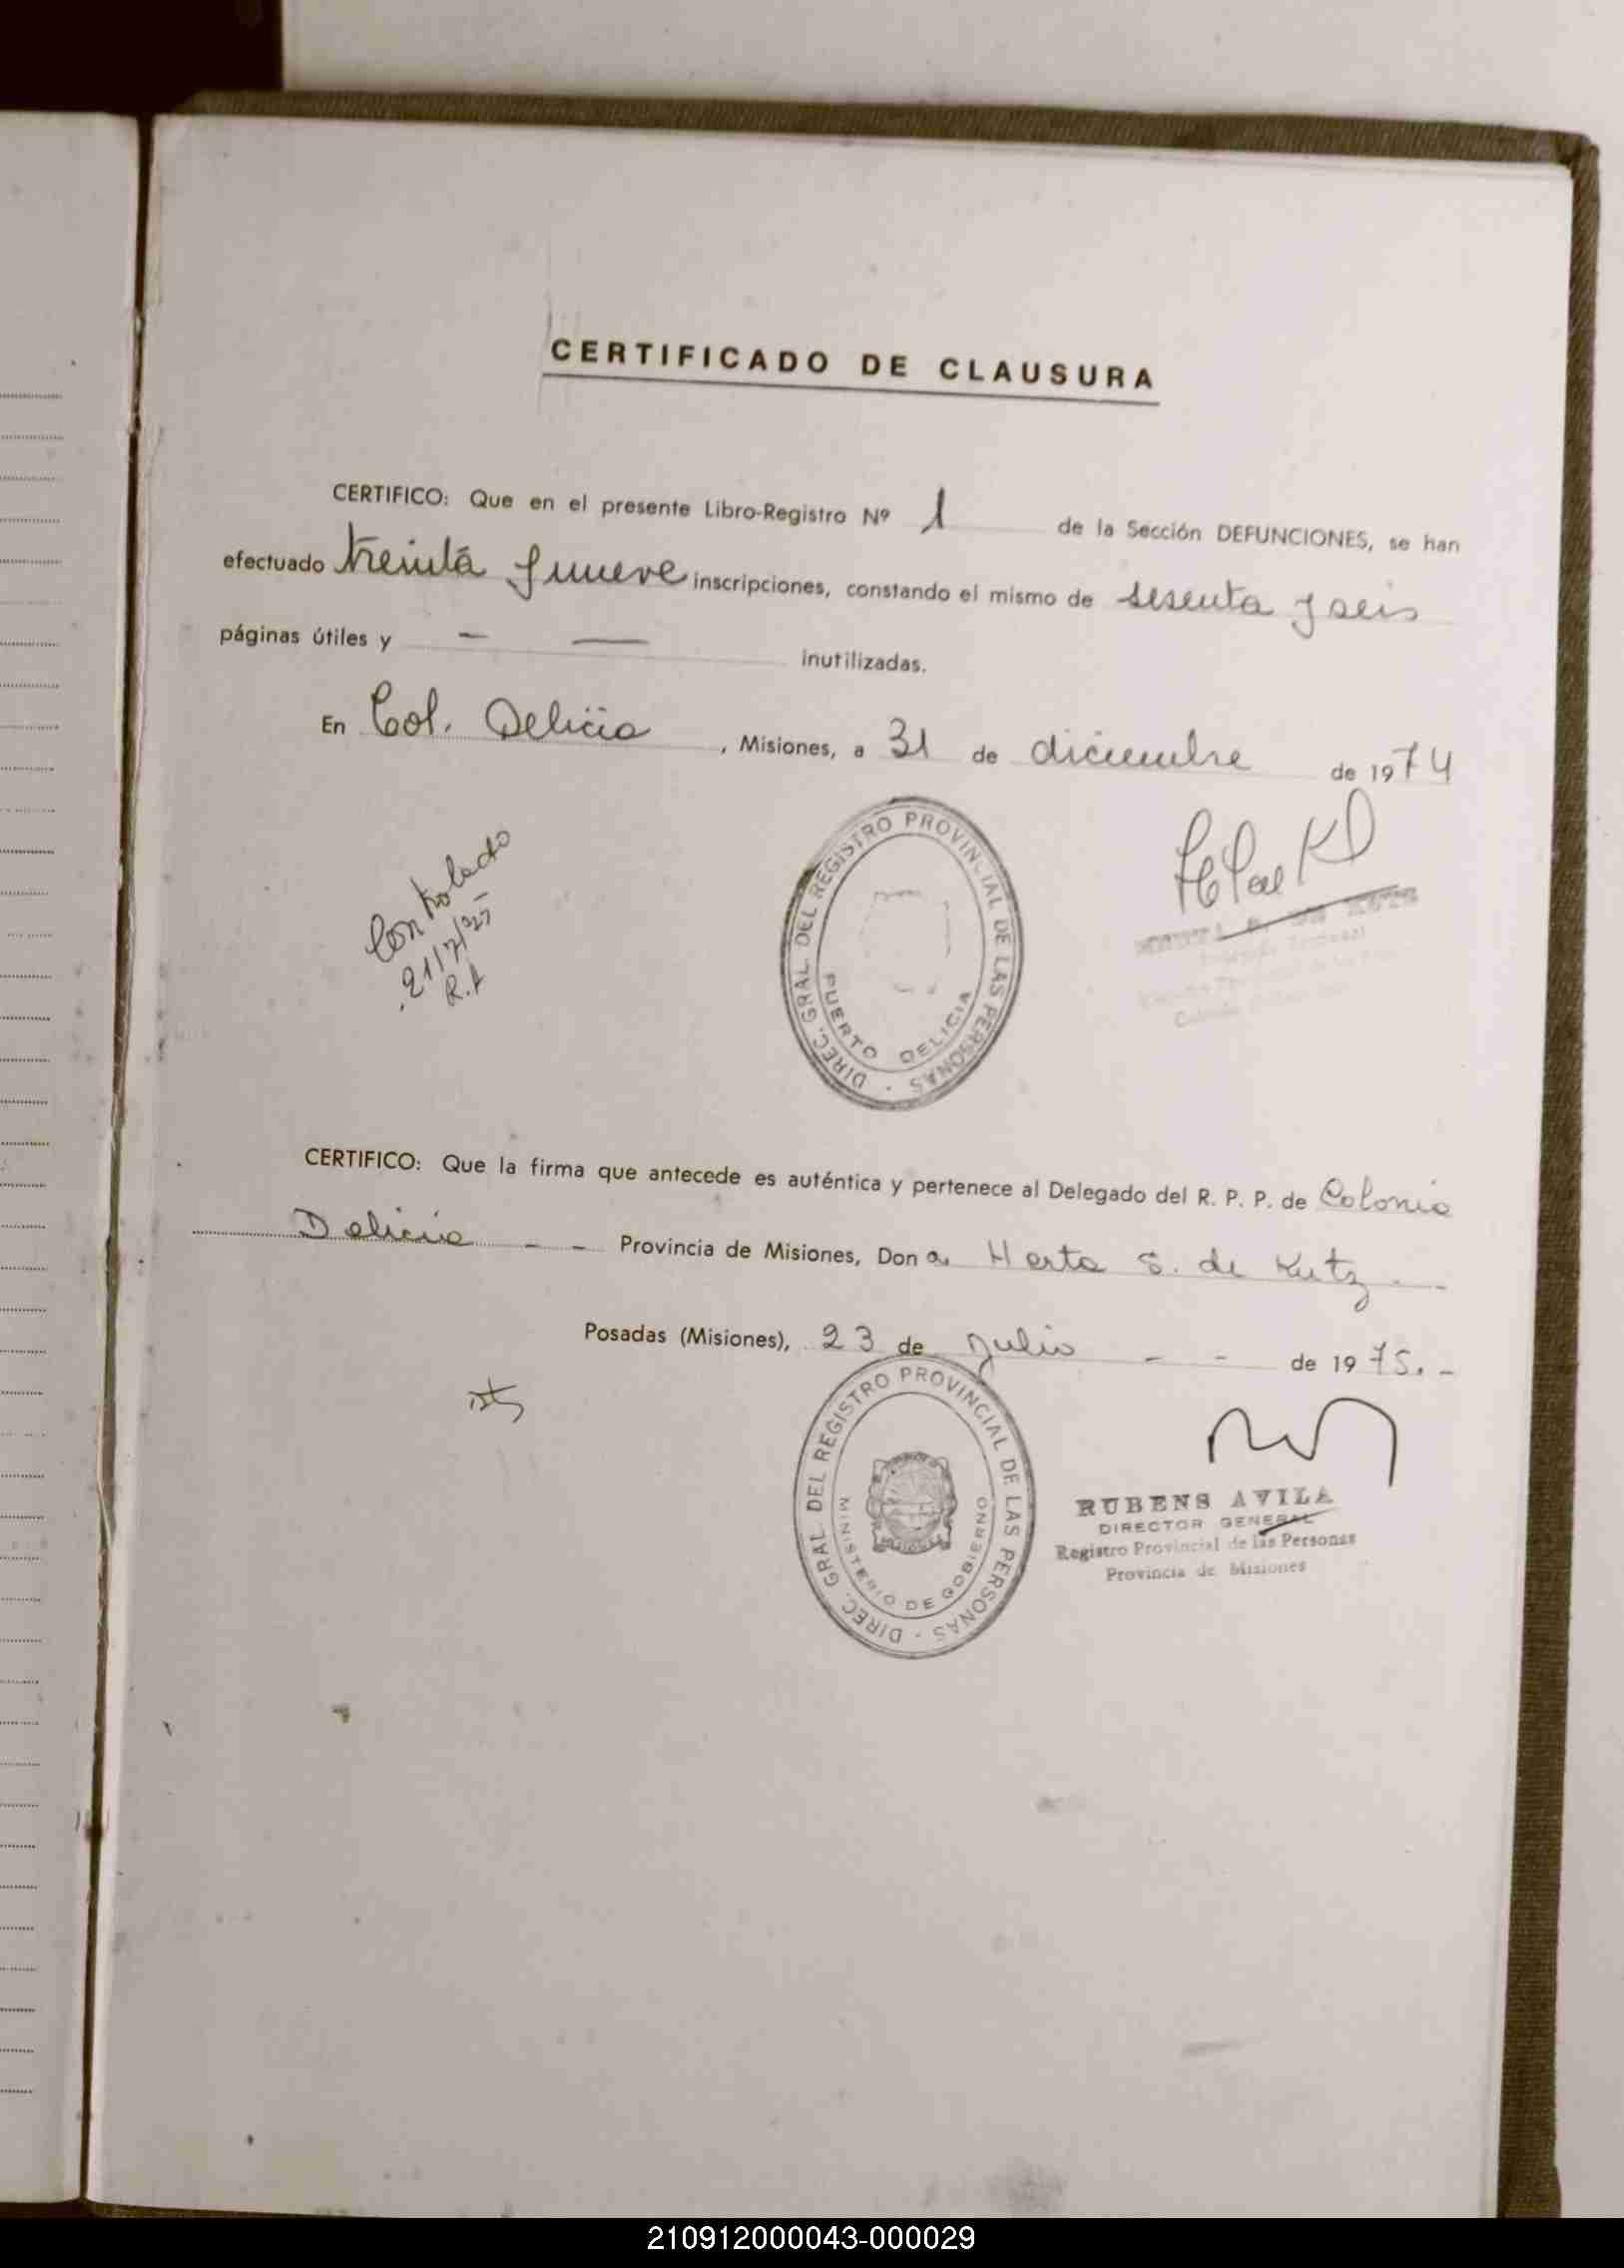 CERTIFICADO DE CLAUSURA
CERTIFICO: Que en el presente Libro-Registro Nº 1 de la Sección DEFUNCIONES, se han
efectuado treinta y nueve inscripciones, constando el mismo de sesenta y seis
páginas útiles y — — inutilizadas.
En Col. Delicia, Misiones, a 31 de diciembre de 1974
Controlado
21/7/75
R.A
DIREC. GRAL. DEL REGISTRO PROVINCIAL DE LAS PERSONAS -
PUERTO DELICIA
CERTIFICO: Que la firma que antecede es auténtica y pertenece al Delegado del R. P. P. de Colonia
Delicia - - Provincia de Misiones, Don a, Herta S. de Kutz . -
Posadas (Misiones), 23 de Julio - - de 1975. -
DIREC. GRAL. DEL REGISTRO PROVINCIAL DE LAS PERSONAS -
MINISTERIO DE GOBIERNO
RUBENS AVILA
DIRECTOR GENERAL
Registro Provincial de las Personas
Provincia de Misiones
210912000043-000029